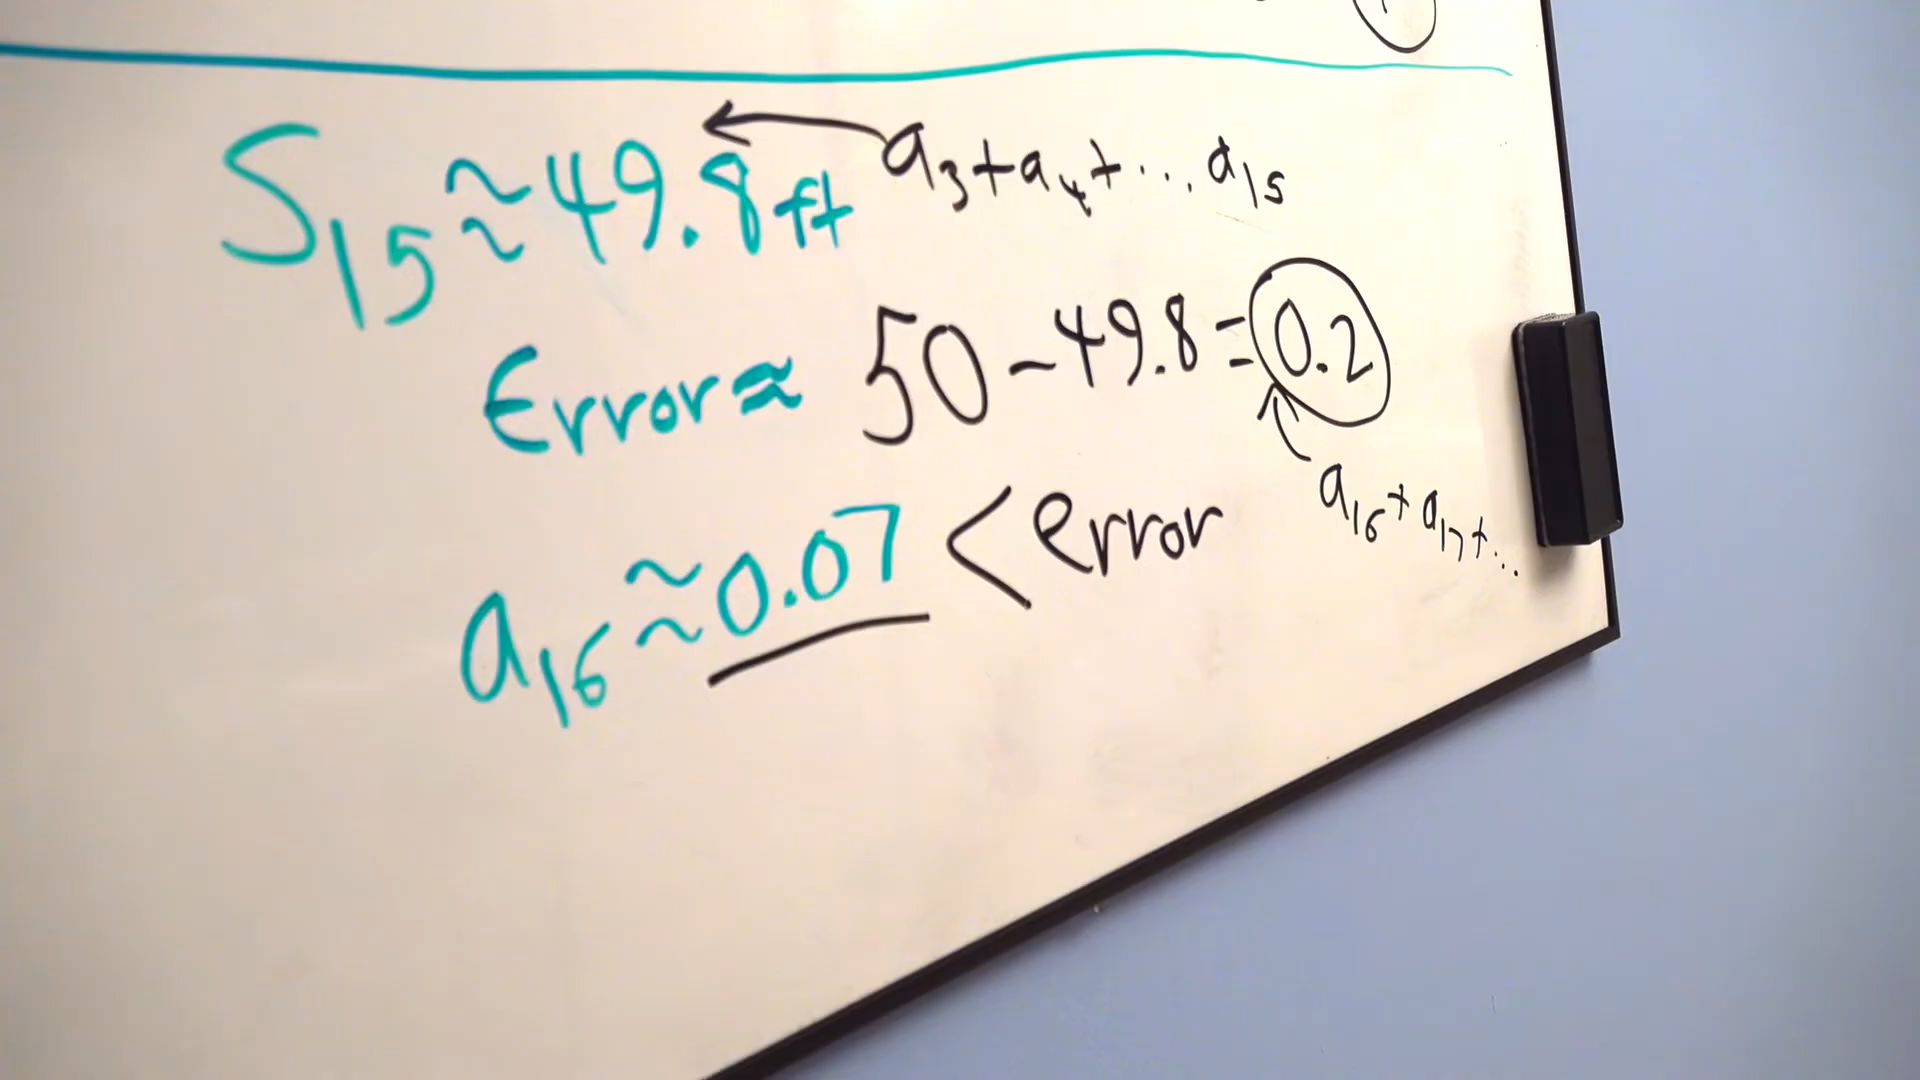 S₁₅ ≈ 49.8 ft a₃ + a₄ + ... a₁₅
Error ≈ 50 - 49.8 = 0.2
a₁₆ + a₁₇ + ...
a₁₆ ≈ 0.07 < error